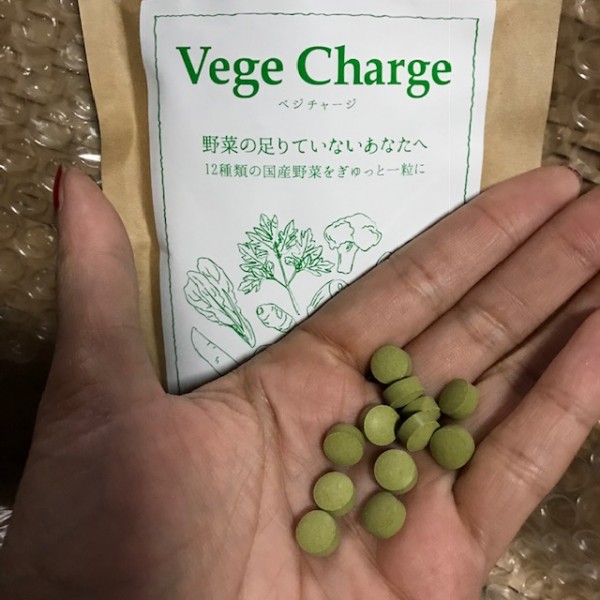 Vege Charge
ベジチャージ
野菜の足りていないあなたへ
12種類の国産野菜をぎゅっと一粒に